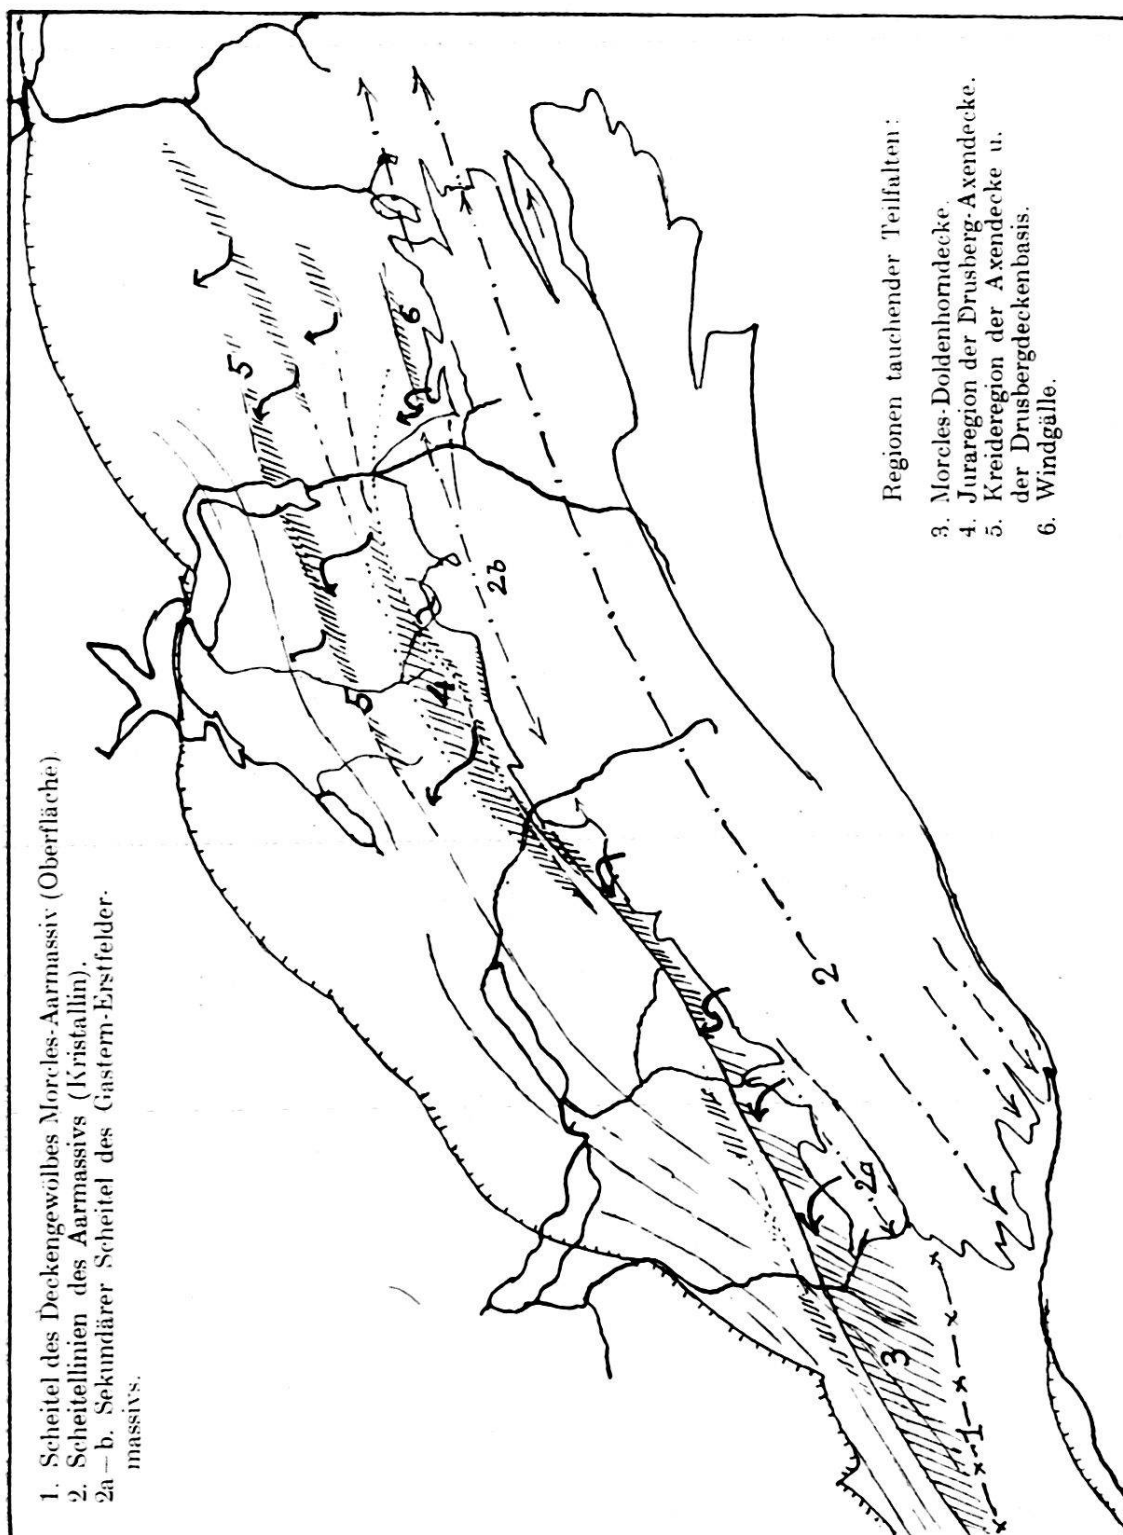 1. Scheitel des Deckengewölbes Morcles-Aarmassiv (Oberfläche)
2. Scheitellinien des Aarmassivs (Kristallin).
2a—b. Sekundärer Scheitel des Gastern-Erstfelder-
massivs.
Regionen tauchender Teilfalten:
3. Morcles-Doldenhorndecke.
4. Juraregion der Drusberg-Axendecke.
5. Kreideregion der Axendecke u.
der Drusbergdeckenbasis.
6. Windgälle.
5
5
6
4
2b
2
2a
3
1